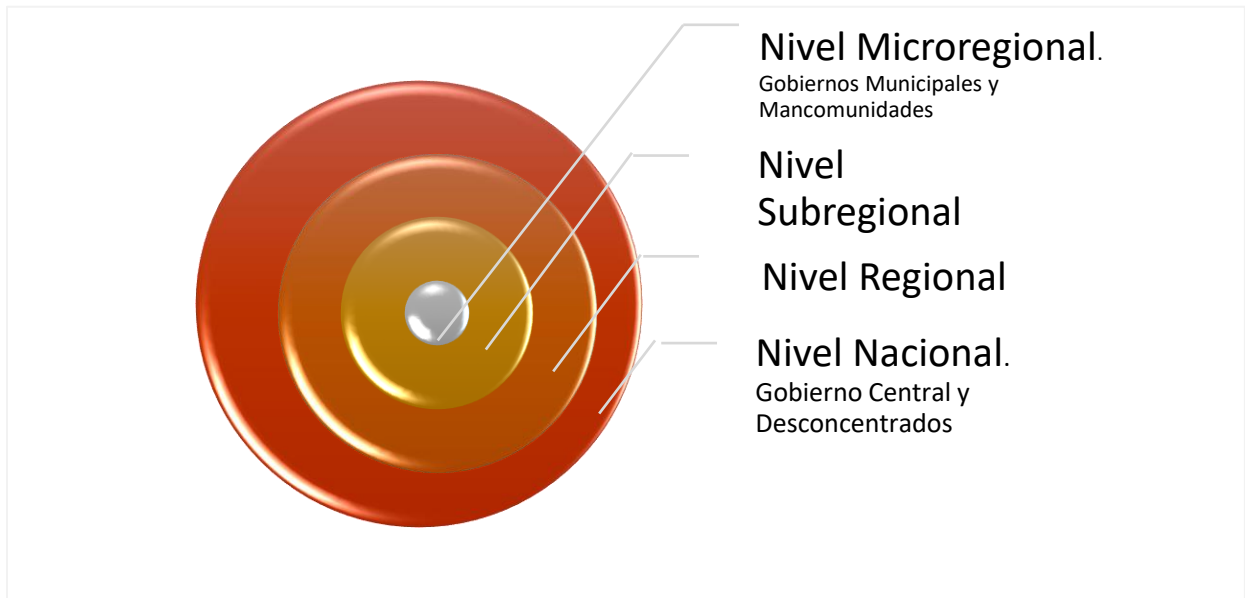 Nivel Microregional.
Gobiernos Municipales y
Mancomunidades
Nivel
Subregional
Nivel Regional
Nivel Nacional.
Gobierno Central y
Desconcentrados